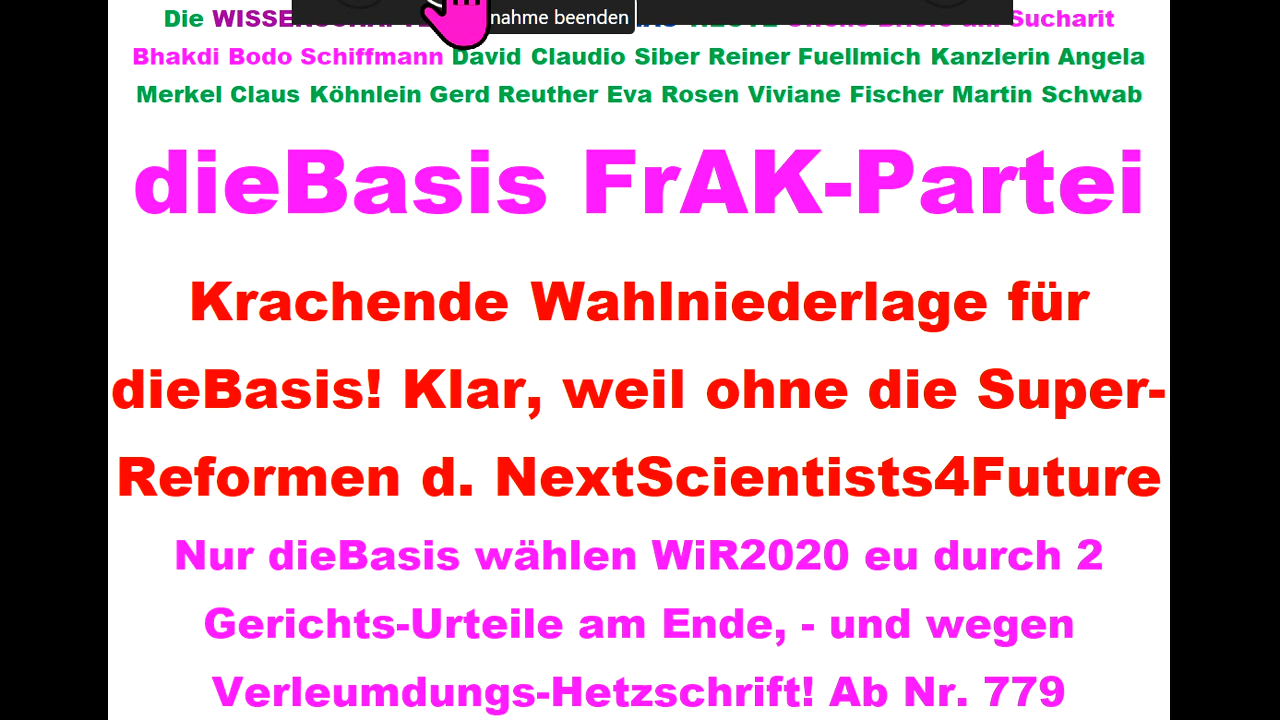 Die nahme beenden Sucharit
Bhakdi Bodo Schiffmann David Claudio Siber Reiner Fuellmich Kanzlerin Angela
Merkel Claus Köhnlein Gerd Reuther Eva Rosen Viviane Fischer Martin Schwab
dieBasis FrAK-Partei
Krachende Wahlniederlage für
dieBasis! Klar, weil ohne die Super-
Reformen d. NextScientists4Future
Nur dieBasis wählen WiR2020 eu durch 2
Gerichts-Urteile am Ende, - und wegen
Verleumdungs-Hetzschrift! Ab Nr. 779